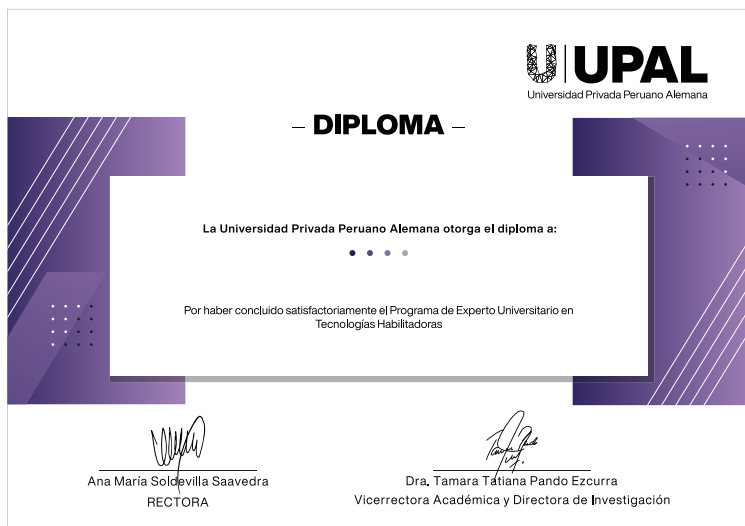 UPAL
Universidad Privada Peruano Alemana
– DIPLOMA –
La Universidad Privada Peruano Alemana otorga el diploma a:
Por haber concluido satisfactoriamente el Programa de Experto Universitario en
Tecnologías Habilitadoras
Ana María Soldevilla Saavedra
RECTORA
Dra. Tamara Tatiana Pando Ezcurra
Vicerrectora Académica y Directora de Investigación